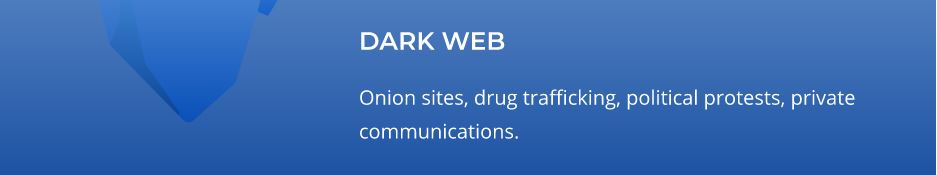 DARK WEB
Onion sites, drug trafficking, political protests, private
communications.